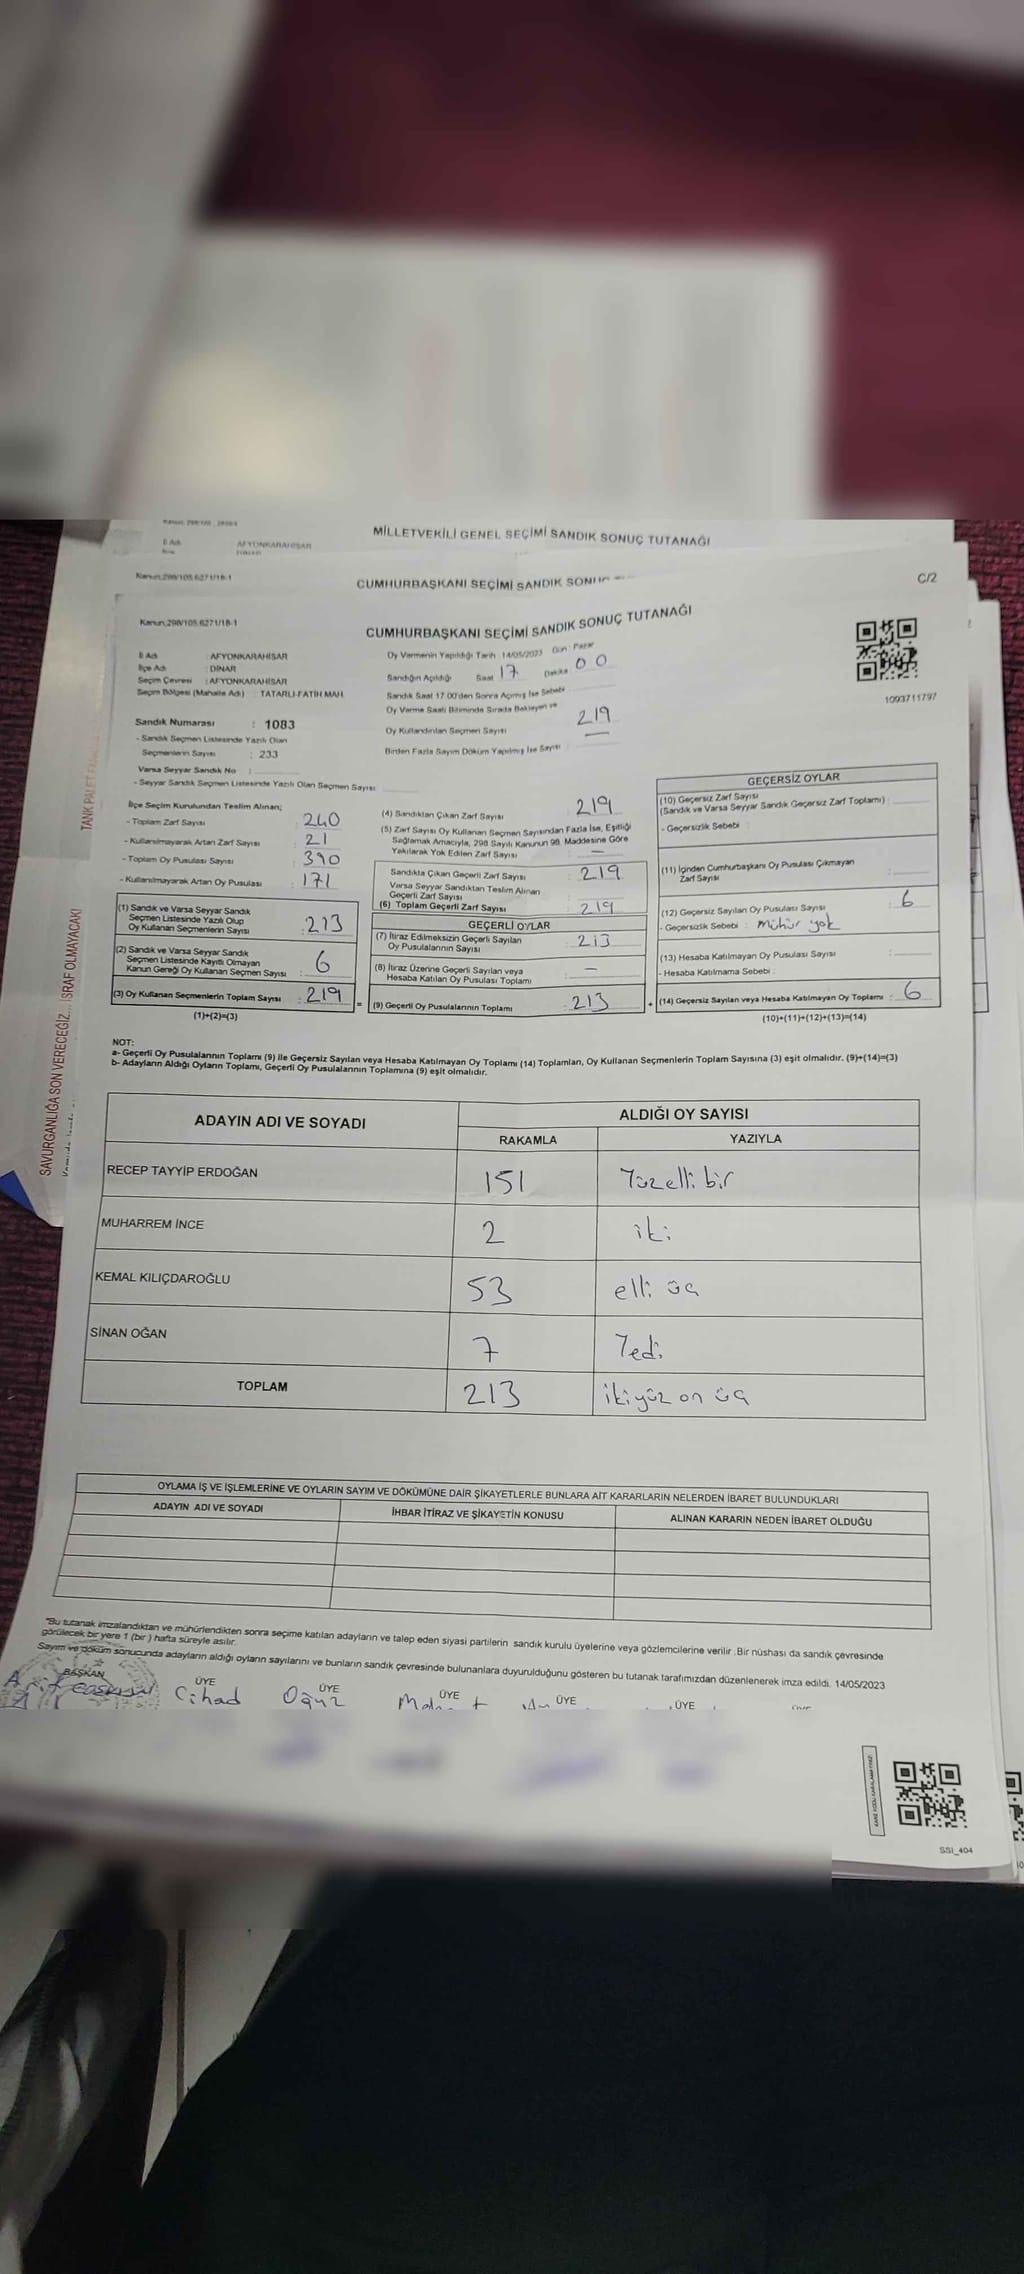 MİLLETVEKİLİ GENEL SEÇİMİ SANDIK SONUÇ TUTANAĞI
İl Adı AFYONKARAHİSAR
Kanun:298/105,6271/18-1
CUMHURBAŞKANI SEÇİMİ SANDIK
C/2
Kanun:298/105,6271/18-1
CUMHURBAŞKANI SEÇİMİ SANDIK SONUÇ TUTANAĞI
1093711797
İl Adı : AFYONKARAHİSAR
İlçe Adı : DİNAR
Seçim Çevresi : AFYONKARAHİSAR
Seçim Bölgesi (Mahalle Adı) : TATARLI-FATİH MAH.
Sandık Numarası : 1083
- Sandık Seçmen Listesinde Yazılı Olan
Seçmenlerin Sayısı : 233
Varsa Seyyar Sandık No :
- Seyyar Sandık Seçmen Listesinde Yazılı Olan Seçmen Sayısı:
Oy Vermenin Yapıldığı Tarih : 14/05/2023 Gün : Pazar
Sandığın Açıldığı Saat 17 Dakika 00
Sandık Saat 17.00'den Sonra Açılmış İse Sebebi
Oy Verme Saati Bitiminde Sırada Bekleyen ve
Oy Kullandırılan Seçmen Sayısı 219
Birden Fazla Sayım Döküm Yapılmış İse Sayısı : —
İlçe Seçim Kurulundan Teslim Alınan;
- Toplam Zarf Sayısı : 240
- Kullanılmayarak Artan Zarf Sayısı : 21
- Toplam Oy Pusulası Sayısı : 390
- Kullanılmayarak Artan Oy Pusulası : 171
(1) Sandık ve Varsa Seyyar Sandık
Seçmen Listesinde Yazılı Olup
Oy Kullanan Seçmenlerin Sayısı : 213
(2) Sandık ve Varsa Seyyar Sandık
Seçmen Listesinde Kayıtlı Olmayan
Kanun Gereği Oy Kullanan Seçmen Sayısı : 6
(3) Oy Kullanan Seçmenlerin Toplam Sayısı : 219
(1)+(2)=(3)
(4) Sandıktan Çıkan Zarf Sayısı : 219
(5) Zarf Sayısı Oy Kullanan Seçmen Sayısından Fazla İse, Eşitliği
Sağlamak Amacıyla, 298 Sayılı Kanunun 98. Maddesine Göre
Yakılarak Yok Edilen Zarf Sayısı : —
Sandıkta Çıkan Geçerli Zarf Sayısı : 219
Varsa Seyyar Sandıktan Teslim Alınan
Geçerli Zarf Sayısı :
(6) Toplam Geçerli Zarf Sayısı : 219
=
GEÇERLİ OYLAR
(7) İtiraz Edilmeksizin Geçerli Sayılan
Oy Pusulalarının Sayısı : 213
(8) İtiraz Üzerine Geçerli Sayılan veya
Hesaba Katılan Oy Pusulası Toplamı : —
(9) Geçerli Oy Pusulalarının Toplamı : 213
+
GEÇERSİZ OYLAR
(10) Geçersiz Zarf Sayısı
(Sandık ve Varsa Seyyar Sandık Geçersiz Zarf Toplamı) :
- Geçersizlik Sebebi :
(11) İçinden Cumhurbaşkanı Oy Pusulası Çıkmayan
Zarf Sayısı :
(12) Geçersiz Sayılan Oy Pusulası Sayısı : 6
- Geçersizlik Sebebi : mühür yok
(13) Hesaba Katılmayan Oy Pusulası Sayısı :
- Hesaba Katılmama Sebebi :
(14) Geçersiz Sayılan veya Hesaba Katılmayan Oy Toplamı : 6
(10)+(11)+(12)+(13)=(14)
NOT:
a- Geçerli Oy Pusulalarının Toplamı (9) ile Geçersiz Sayılan veya Hesaba Katılmayan Oy Toplamı (14) Toplamları, Oy Kullanan Seçmenlerin Toplam Sayısına (3) eşit olmalıdır. (9)+(14)=(3)
b- Adayların Aldığı Oyların Toplamı, Geçerli Oy Pusulalarının Toplamına (9) eşit olmalıdır.
ADAYIN ADI VE SOYADI
ALDIĞI OY SAYISI
RAKAMLA YAZIYLA
RECEP TAYYİP ERDOĞAN 151 Yüzelli bir
MUHARREM İNCE 2 iki
KEMAL KILIÇDAROĞLU 53 elli üç
SİNAN OĞAN 7 Yedi
TOPLAM 213 ikiyüz on üç
OYLAMA İŞ VE İŞLEMLERİNE VE OYLARIN SAYIM VE DÖKÜMÜNE DAİR ŞİKAYETLERLE BUNLARA AİT KARARLARIN NELERDEN İBARET BULUNDUKLARI
ADAYIN ADI VE SOYADI İHBAR İTİRAZ VE ŞİKAYETİN KONUSU ALINAN KARARIN NEDEN İBARET OLDUĞU
"Bu tutanak imzalandıktan ve mühürlendikten sonra seçime katılan adayların ve talep eden siyasi partilerin sandık kurulu üyelerine veya gözlemcilerine verilir .Bir nüshası da sandık çevresinde
görülecek bir yere 1 (bir ) hafta süreyle asılır.
Sayım ve döküm sonucunda adayların aldığı oyların sayılarını ve bunların sandık çevresinde bulunanlara duyurulduğunu gösteren bu tutanak tarafımızdan düzenlenerek imza edildi. 14/05/2023
BAŞKAN ÜYE ÜYE ÜYE ÜYE ÜYE
Cihad Oğuz
SSI_404
TANK PALET
SAVURGANLIĞA SON VERECEĞİZ... İSRAF OLMAYACAK!